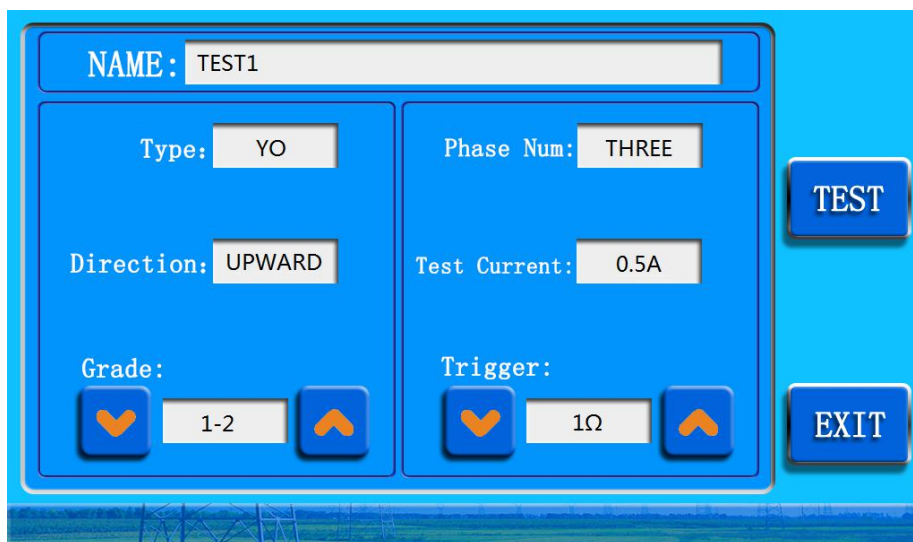 NAME: TEST1
Type: YO
Phase Num: THREE
TEST
Direction: UPWARD
Test Current: 0.5A
Grade:
1-2
Trigger:
1Ω
EXIT